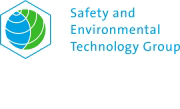 Safety and
Environmental
Technology Group